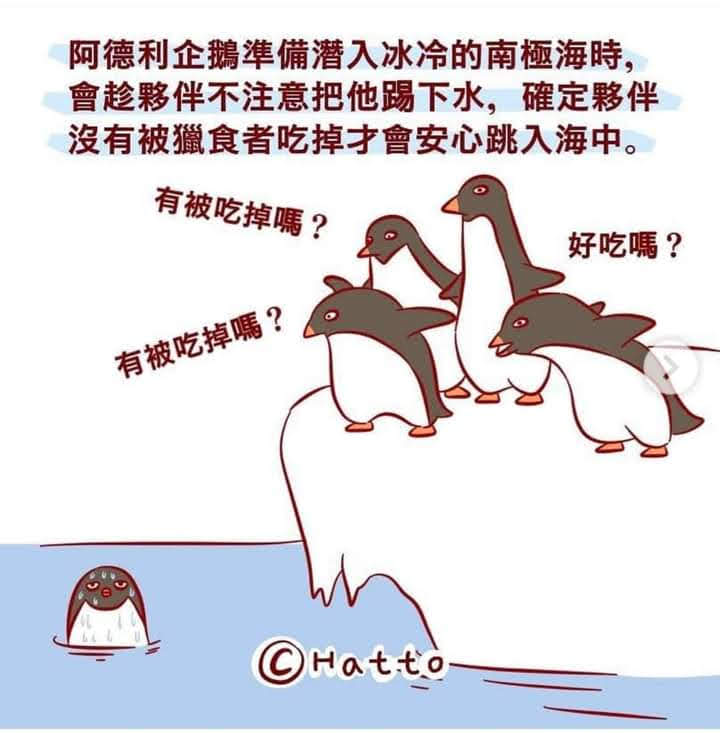 阿德利企鵝準備潛入冰冷的南極海時,
會趁夥伴不注意把他踢下水, 確定夥伴
沒有被獵食者吃掉才會安心跳入海中。
有被吃掉嗎?
好吃嗎?
有被吃掉嗎?
©Hatto